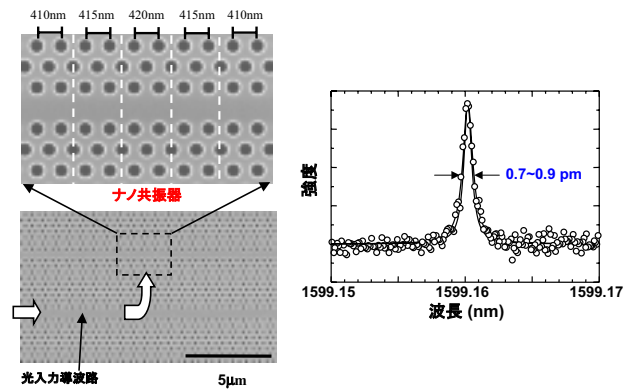 410nm 415nm 420nm 415nm 410nm
ナノ共振器
光入力導波路
5μm
強度
0.7~0.9 pm
1599.15 1599.16 1599.17
波長 (nm)